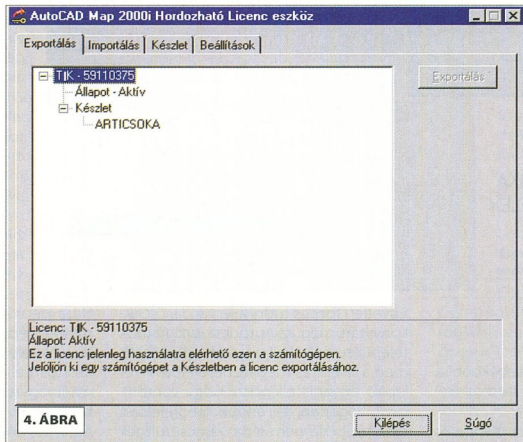 AutoCAD Map 2000i Hordozható Licenc eszköz
Exportálás Importálás Készlet Beállítások
TIK - 59110375
Exportálás
Állapot - Aktív
Készlet
ARTICSOKA
Licenc: TIK - 59110375
Állapot: Aktív
Ez a licenc jelenleg használatra elérhető ezen a számítógépen.
Jelöljön ki egy számítógépet a Készletben a licenc exportálásához.
4. ÁBRA
Kilépés
Súgó